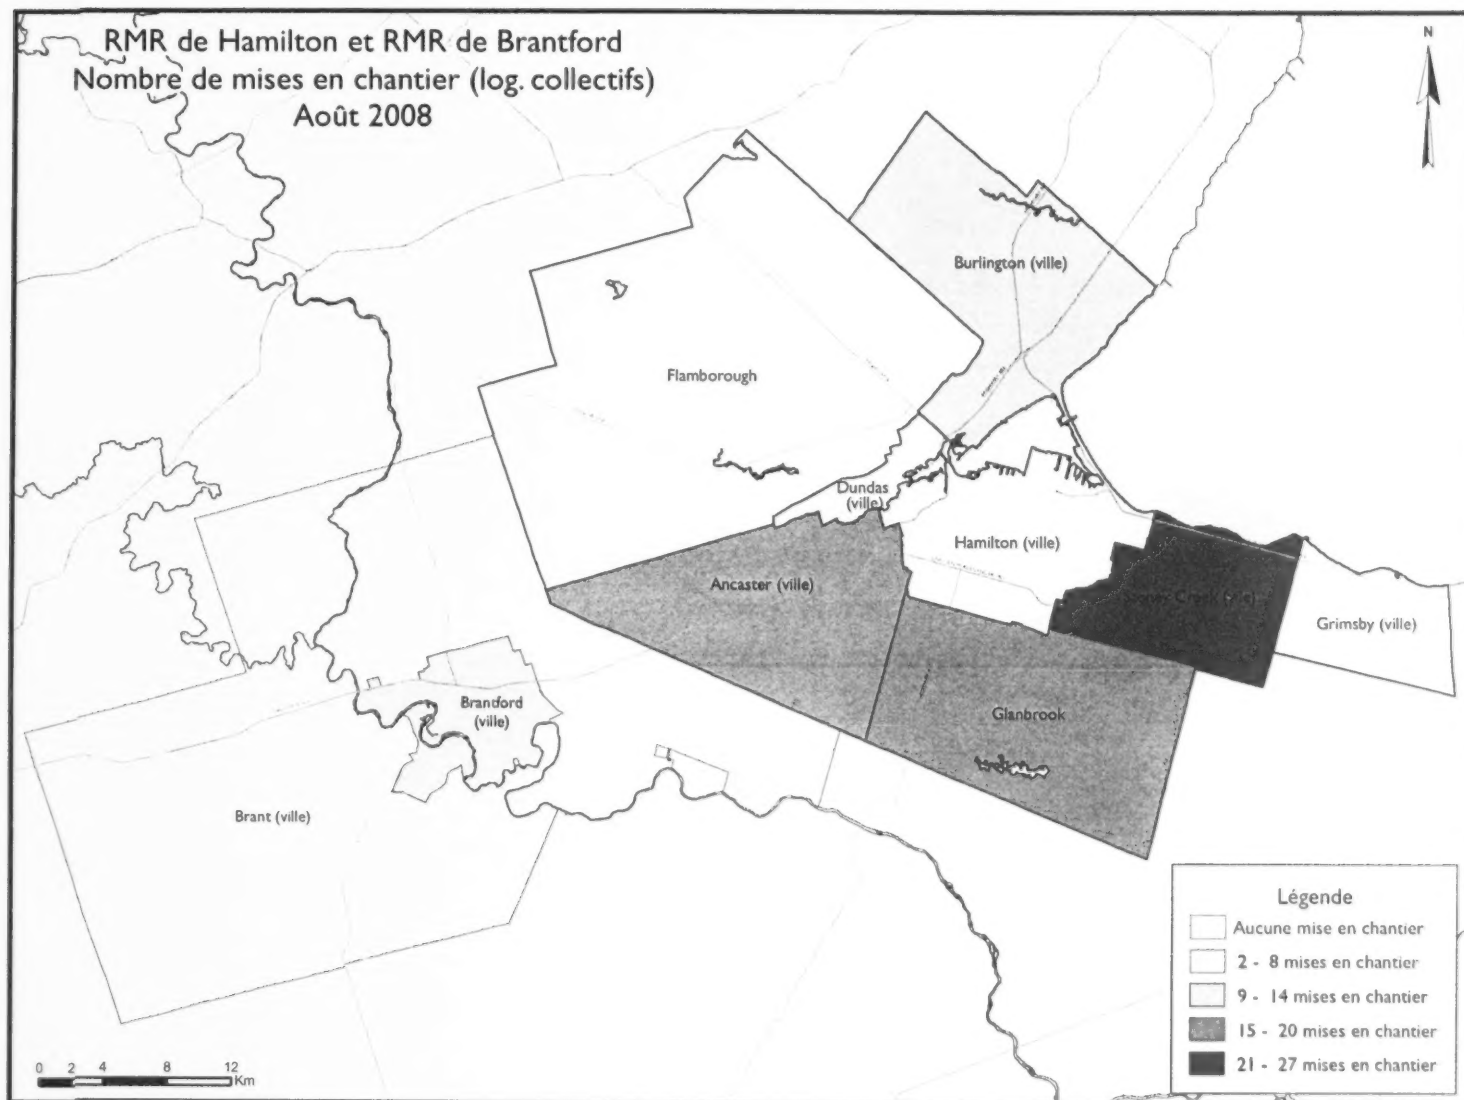 RMR de Hamilton et RMR de Brantford
Nombre de mises en chantier (log. collectifs)
Août 2008
N
Burlington (ville)
Flamborough
Dundas
(ville)
Hamilton (ville)
Ancaster (ville)
Stoney Creek (ville)
Grimsby (ville)
Brantford
(ville)
Glanbrook
Brant (ville)
Légende
Aucune mise en chantier
2 - 8 mises en chantier
9 - 14 mises en chantier
15 - 20 mises en chantier
21 - 27 mises en chantier
0 2 4 8 12
Km